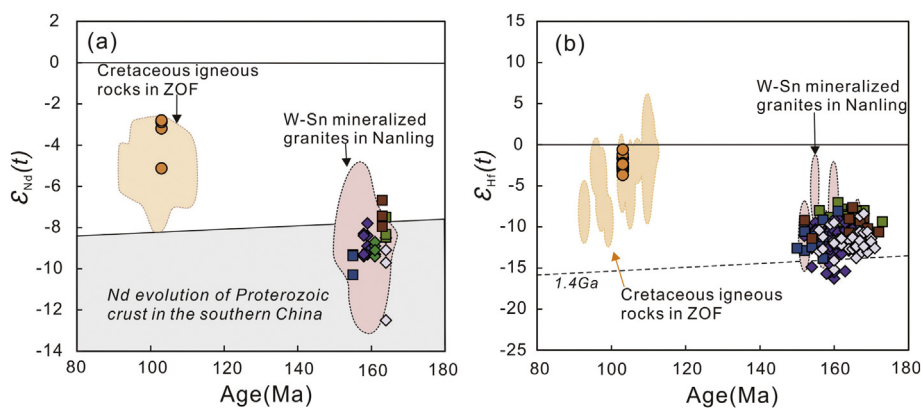 (a)
2
0
-2
-4
-6
-8
-10
-12
-14
εNd(t)
Cretaceous igneous
rocks in ZOF
W-Sn mineralized
granites in Nanling
Nd evolution of Proterozoic
crust in the southern China
80
100
120
140
160
180
Age(Ma)
(b)
15
10
5
0
-5
-10
-15
-20
-25
εHf(t)
W-Sn mineralized
granites in Nanling
1.4Ga
Cretaceous igneous
rocks in ZOF
80
100
120
140
160
180
Age(Ma)